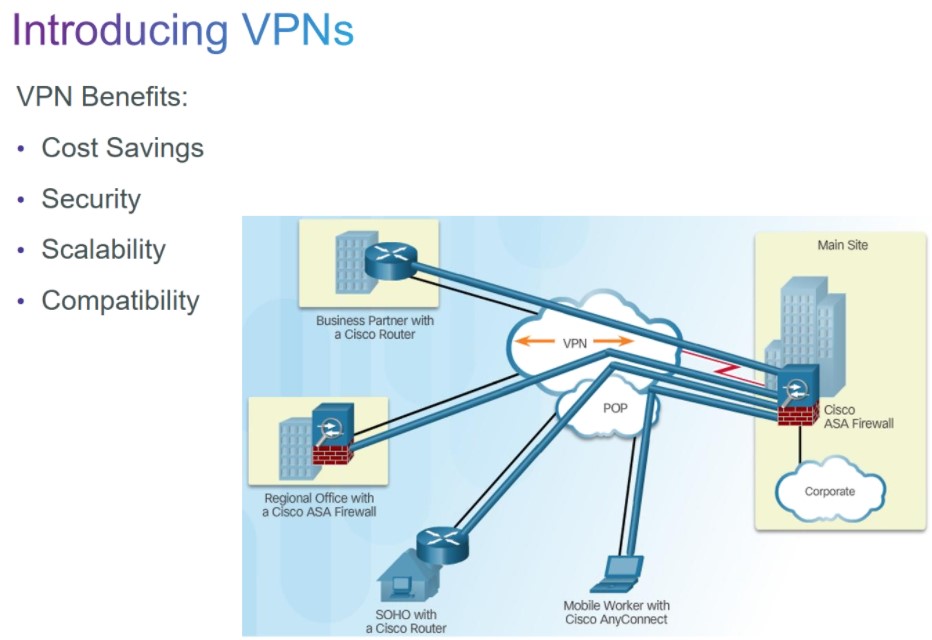 Introducing VPNs
VPN Benefits:
• Cost Savings
• Security
• Scalability
• Compatibility
Main Site
Business Partner with
a Cisco Router
VPN
POP
Cisco
ASA Firewall
Regional Office with
a Cisco ASA Firewall
Corporate
SOHO with
a Cisco Router
Mobile Worker with
Cisco AnyConnect